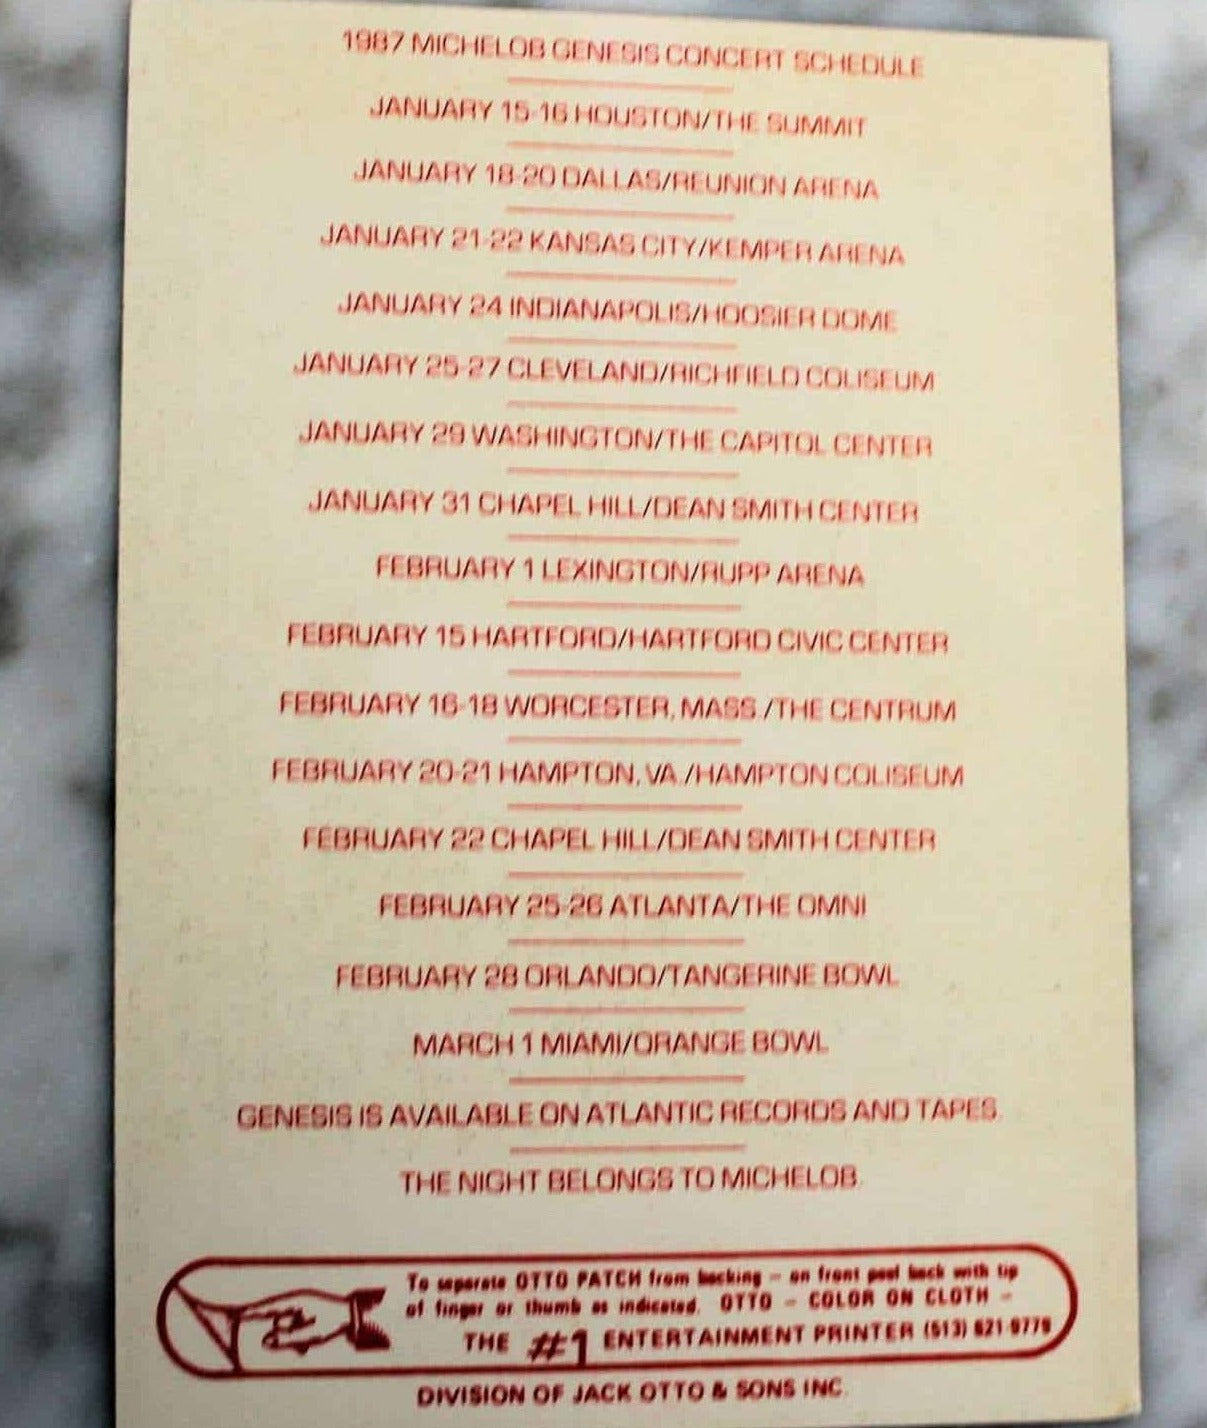 1987 MICHELOB GENESIS CONCERT SCHEDULE
JANUARY 15-16 HOUSTON/THE SUMMIT
JANUARY 18-20 DALLAS/REUNION ARENA
JANUARY 21-22 KANSAS CITY/KEMPER ARENA
JANUARY 24 INDIANAPOLIS/HOOSIER DOME
JANUARY 25-27 CLEVELAND/RICHFIELD COLISEUM
JANUARY 29 WASHINGTON/THE CAPITOL CENTER
JANUARY 31 CHAPEL HILL/DEAN SMITH CENTER
FEBRUARY 1 LEXINGTON/RUPP ARENA
FEBRUARY 15 HARTFORD/HARTFORD CIVIC CENTER
FEBRUARY 16-18 WORCESTER, MASS./THE CENTRUM
FEBRUARY 20-21 HAMPTON, VA./HAMPTON COLISEUM
FEBRUARY 22 CHAPEL HILL/DEAN SMITH CENTER
FEBRUARY 25-26 ATLANTA/THE OMNI
FEBRUARY 28 ORLANDO/TANGERINE BOWL
MARCH 1 MIAMI/ORANGE BOWL
GENESIS IS AVAILABLE ON ATLANTIC RECORDS AND TAPES.
THE NIGHT BELONGS TO MICHELOB.
To separate OTTO PATCH from backing – on front peel back with tip
of finger or thumb as indicated. OTTO – COLOR ON CLOTH –
THE #1 ENTERTAINMENT PRINTER (513)
DIVISION OF JACK OTTO & SONS INC.